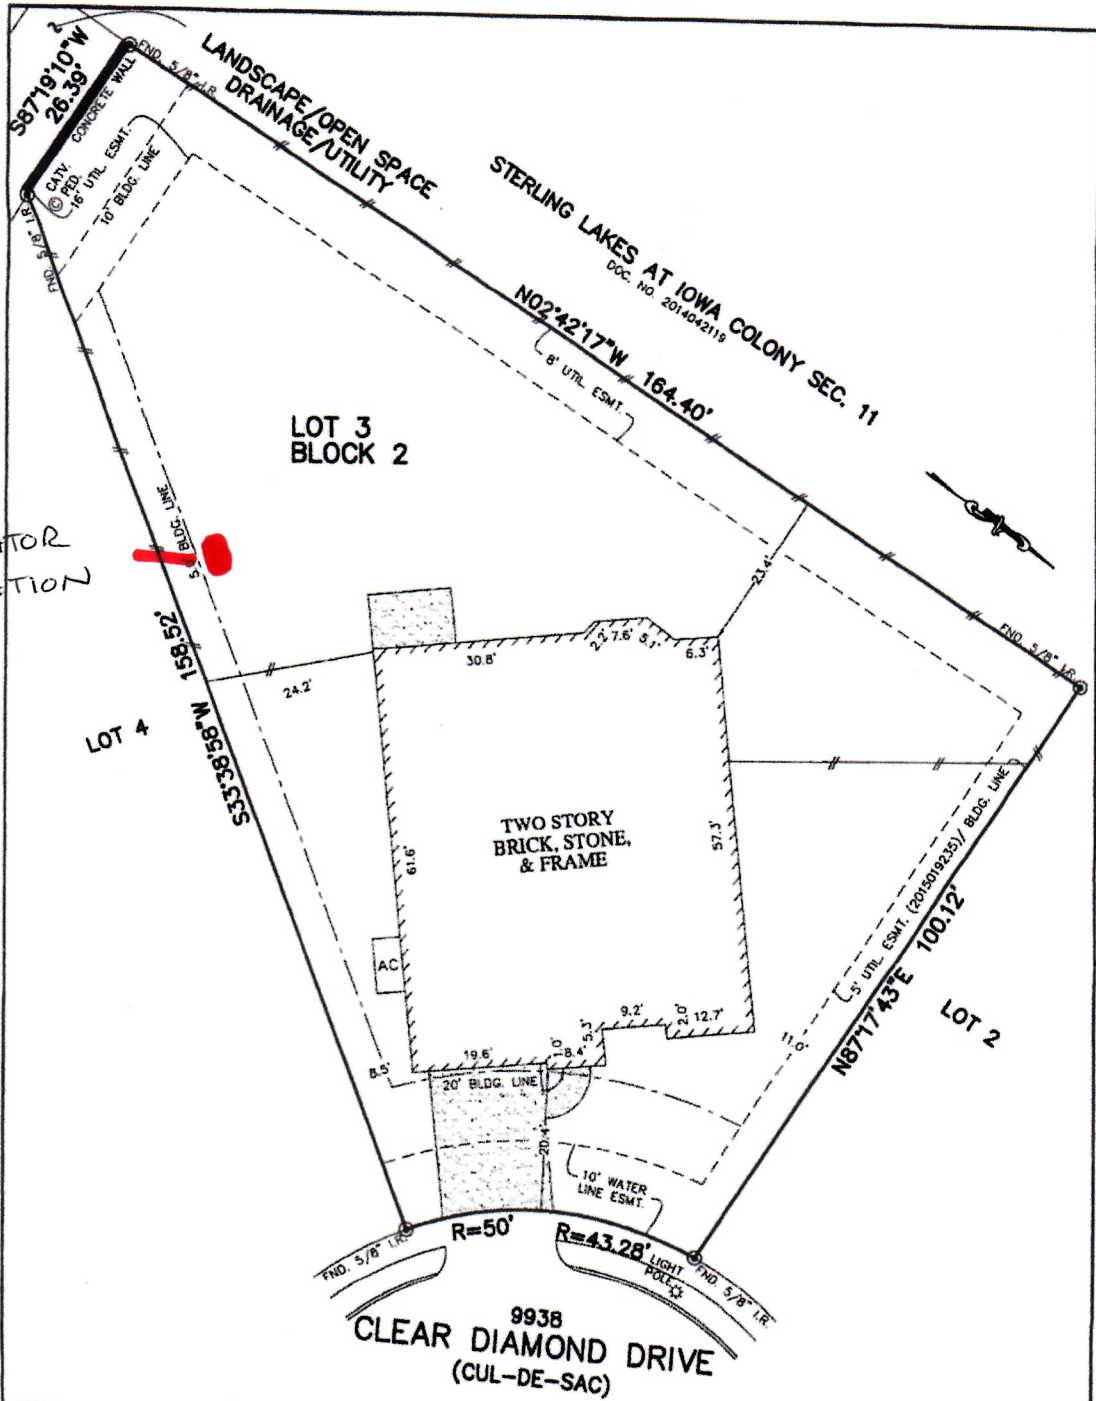 S87°19'10"W
26.39'
CONCRETE WALL
2
FND. 5/8" I.R.
LANDSCAPE/OPEN SPACE
DRAINAGE/UTILITY
CATV.
PED.
16' UTIL. ESMT.
10' BLDG. LINE
FND. 5/8" I.R.
STERLING LAKES AT IOWA COLONY SEC. 11
DOC. NO. 2014042119
N02°42'17"W 164.40'
8' UTIL. ESMT.
LOT 3
BLOCK 2
BLDG. LINE
TION
158.52'
S33°38'58"W
LOT 4
24.2'
30.8'
2.2'
7.6'
5.1'
6.3'
23.4'
FND. 5/8" I.R.
TWO STORY
BRICK, STONE,
& FRAME
61.6'
57.3'
AC
5' UTIL. ESMT. (2015019235)/ BLDG. LINE
N87°17'43"E 100.12'
LOT 2
9.2'
2.0'
12.7'
5.3'
1.0'
8.4'
19.6'
8.5'
11.0'
20' BLDG. LINE
20.4'
10' WATER
LINE ESMT.
R=50'
R=43.28'
LIGHT
POLE
FND. 5/8" I.R.
FND. 5/8" I.R.
9938
CLEAR DIAMOND DRIVE
(CUL-DE-SAC)